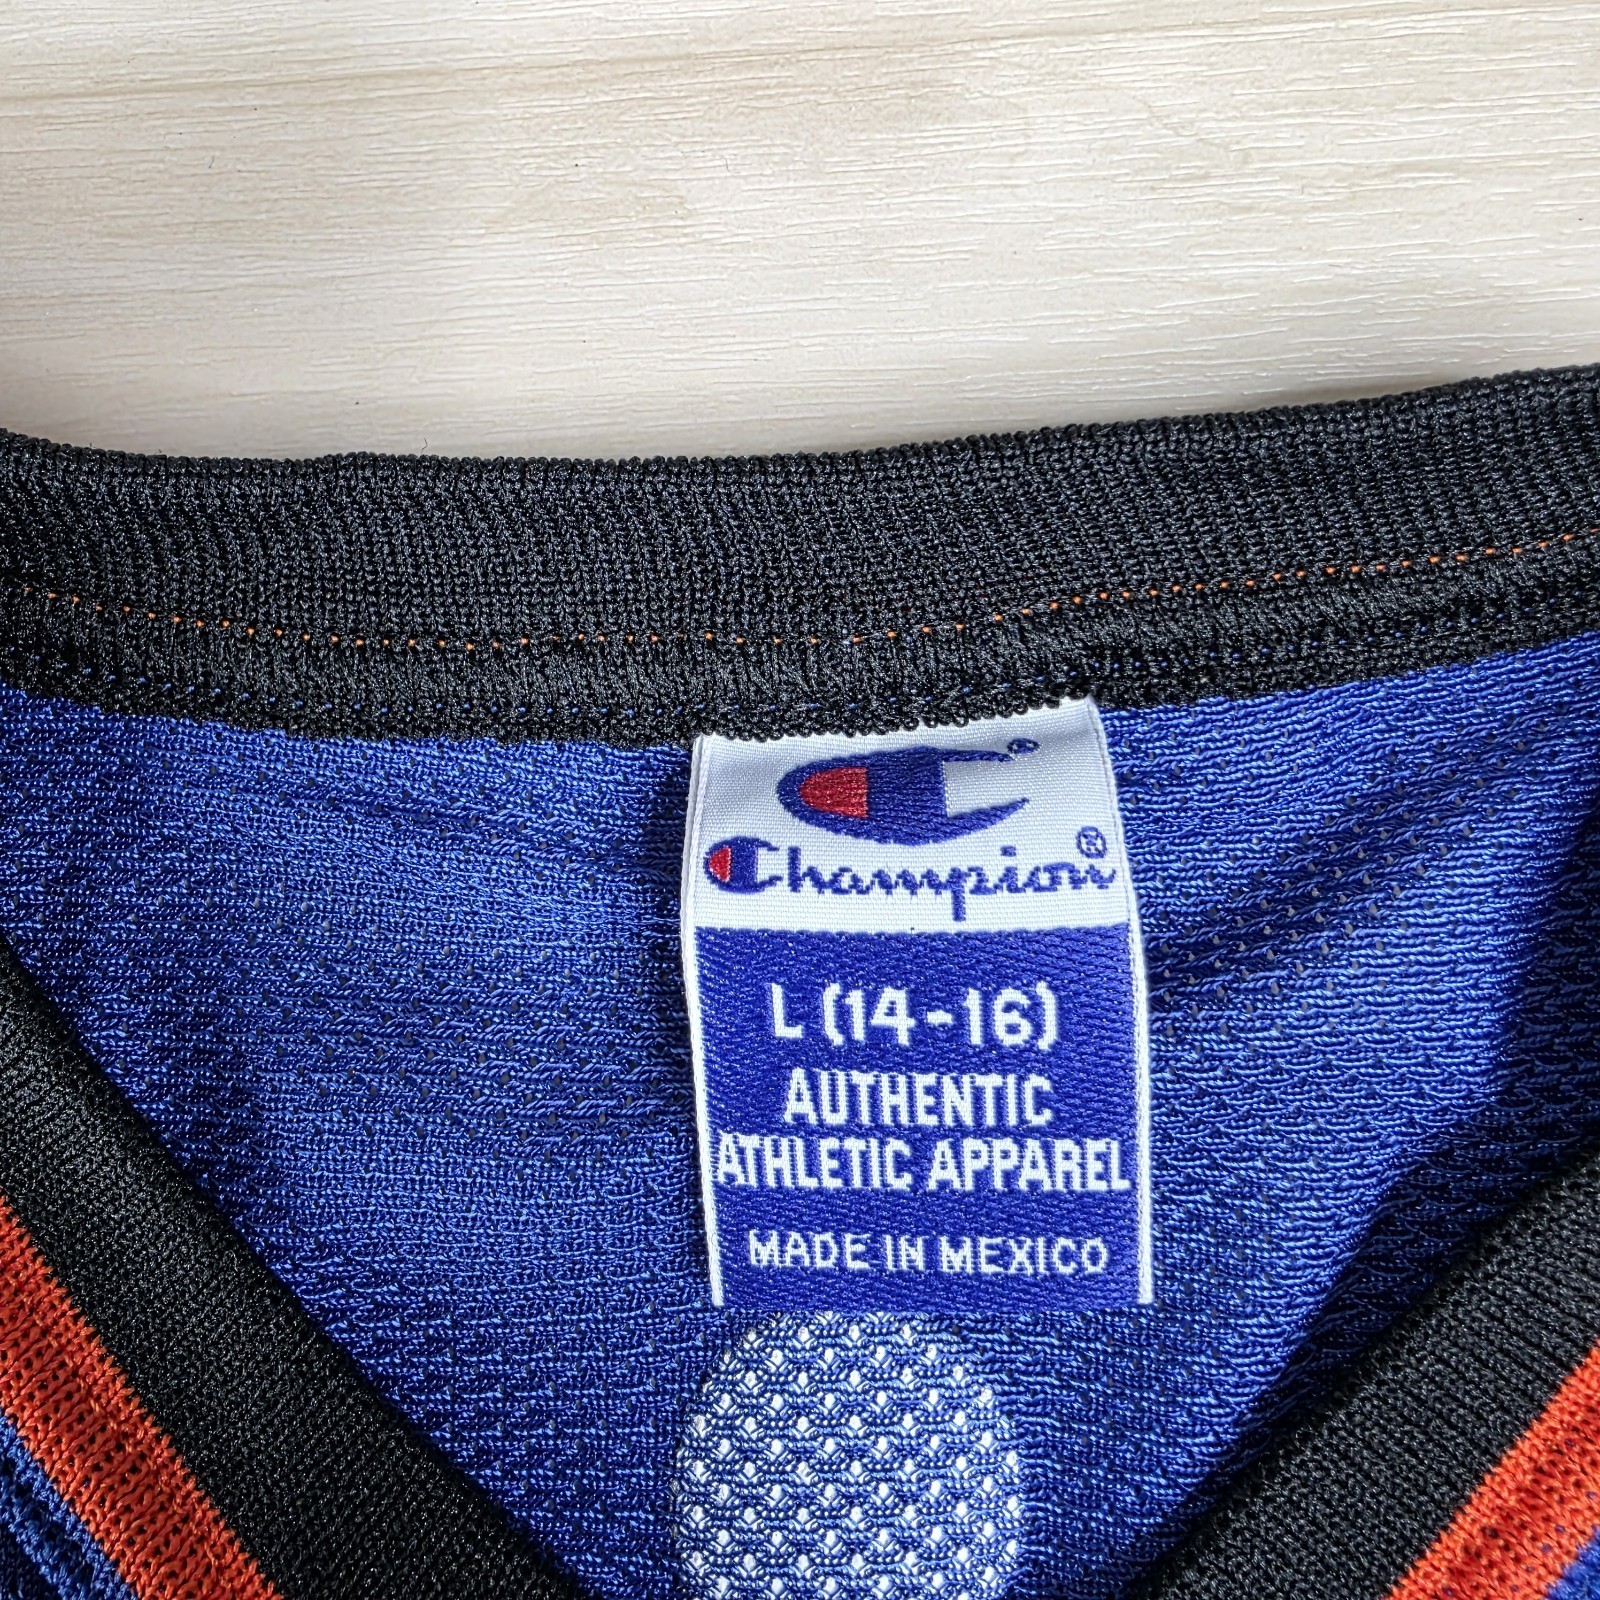 Champion®
L (14-16)
AUTHENTIC
ATHLETIC APPAREL
MADE IN MEXICO